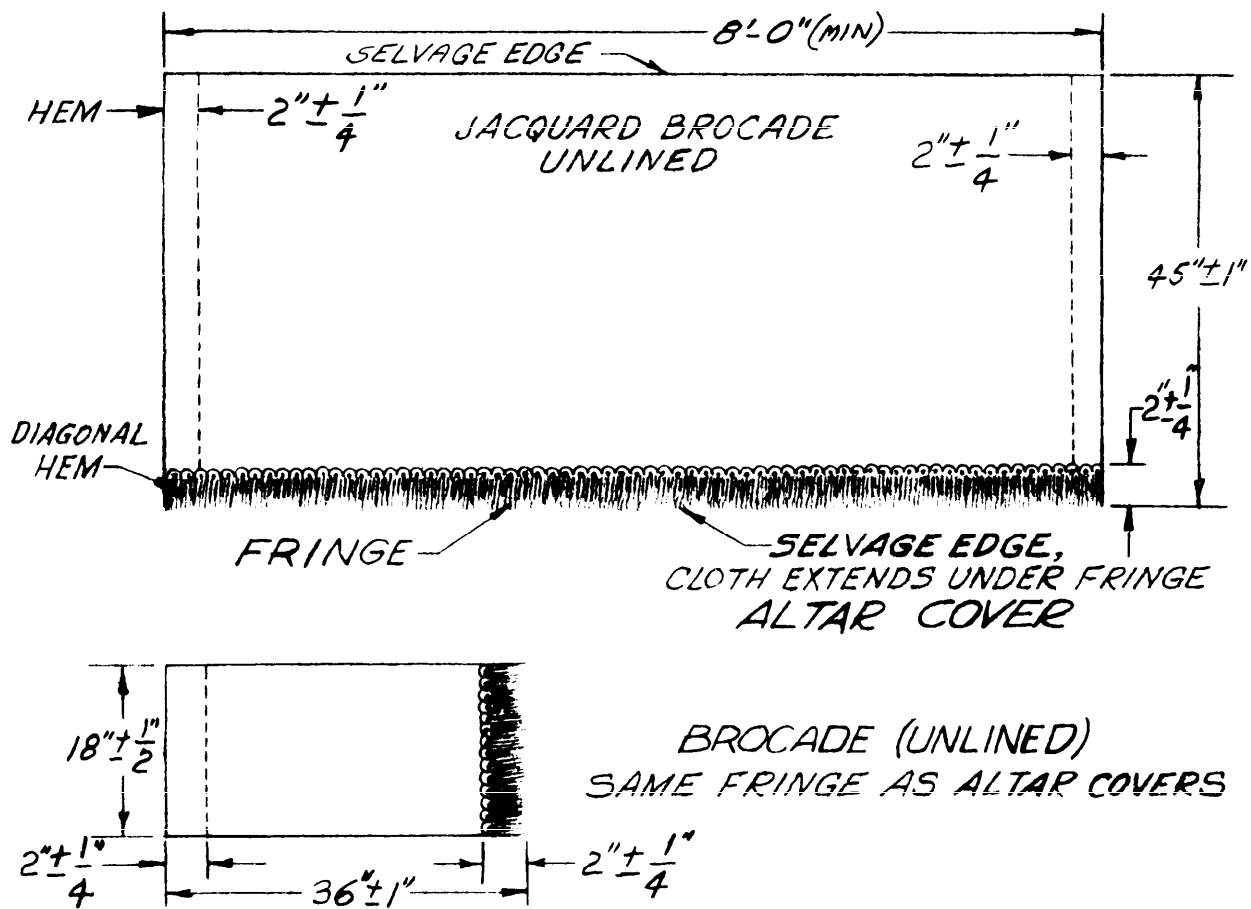 8'-0" (MIN)
SELVAGE EDGE
HEM
2" ± 1/4"
JACQUARD BROCADE
UNLINED
2" ± 1/4"
45" ± 1"
2" ± 1/4"
DIAGONAL
HEM
FRINGE
SELVAGE EDGE,
CLOTH EXTENDS UNDER FRINGE
ALTAR COVER
18" ± 1/2"
BROCADE (UNLINED)
SAME FRINGE AS ALTAR COVERS
2" ± 1/4"
36" ± 1"
2" ± 1/4"